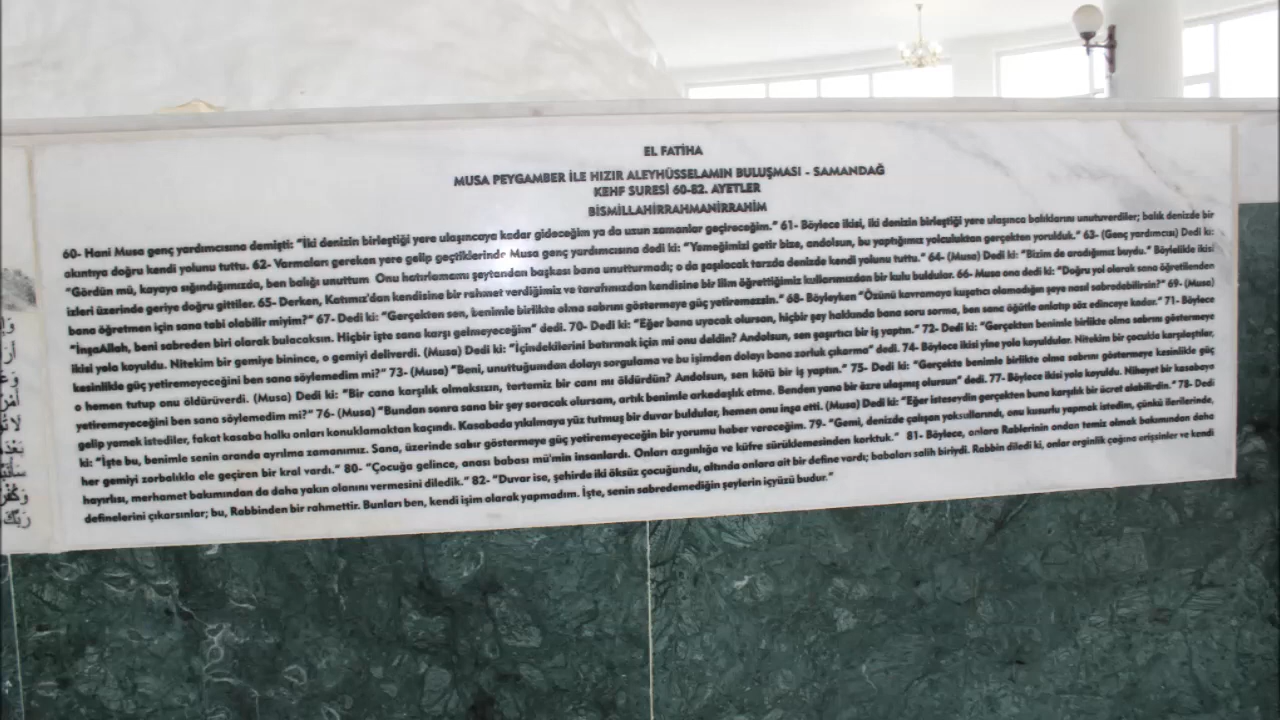 EL FATİHA
MUSA PEYGAMBER İLE HIZIR ALEYHÜSSELAMIN BULUŞMASI - SAMANDAĞ
KEHF SURESİ 60-82. AYETLER
BİSMİLLAHİRRAHMANİRRAHİM
60- Hani Musa genç yardımcısına demişti: "İki denizin birleştiği yere ulaşıncaya kadar gideceğim ya da uzun zamanlar geçireceğim." 61- Böylece ikisi, iki denizin birleştiği yere ulaşınca balıklarını unutuverdiler; balık denizde bir
akıntıya doğru kendi yolunu tuttu. 62- Varmaları gereken yere gelip geçtiklerinde Musa genç yardımcısına dedi ki: "Yemeğimizi getir bize, andolsun, bu yaptığımız yolculuktan gerçekten yorulduk." 63- (Genç yardımcısı) Dedi ki:
"Gördün mü, kayaya sığındığımızda, ben balığı unuttum Onu hatırlamamı şeytandan başkası bana unutturmadı; o da şaşılacak tarzda denizde kendi yolunu tuttu." 64- (Musa) Dedi ki: "Bizim de aradığımız buydu." Böylelikle ikisi
izleri üzerinde geriye doğru gittiler. 65- Derken, Katımız'dan kendisine bir rahmet verdiğimiz ve tarafımızdan kendisine bir ilim öğrettiğimiz kullarımızdan bir kulu buldular. 66- Musa ona dedi ki: "Doğru yol olarak sana öğretilenden
bana öğretmen için sana tabi olabilir miyim?" 67- Dedi ki: "Gerçekten sen, benimle birlikte olma sabrını göstermeye güç yetiremezsin." 68- Böyleyken "Özünü kavramaya kuşatıcı olamadığın şeye nasıl sabredebilirsin?" 69- (Musa)
"İnşaAllah, beni sabreden biri olarak bulacaksın. Hiçbir işte sana karşı gelmeyeceğim" dedi. 70- Dedi ki: "Eğer bana uyacak olursan, hiçbir şey hakkında bana soru sorma, ben sana öğütle anlatıp söz edinceye kadar." 71- Böylece
ikisi yola koyuldu. Nitekim bir gemiye binince, o gemiyi delivardi. (Musa) Dedi ki: "İçindekilerini batırmak için mi onu deldin? Andolsun, sen şaşırtıcı bir iş yaptın." 72- Dedi ki: "Gerçekten benimle birlikte olma sabrını göstermeye
kesinlikle güç yetiremeyeceğini ben sana söylemedim mi?" 73- (Musa) "Beni, unuttuğumdan dolayı sorgulama ve bu işimden dolayı bana zorluk çıkarma" dedi. 74- Böylece ikisi yine yola koyuldular. Nitekim bir çocukla karşılaştılar,
o hemen tutup onu öldürüverdi. (Musa) Dedi ki: "Bir cana karşılık olmaksızın, tertemiz bir canı mı öldürdün? Andolsun, sen kötü bir iş yaptın." 75- Dedi ki: "Gerçekte benimle birlikte olma sabrını göstermeye kesinlikle güç
yetiremeyeceğini ben sana söylemedim mi?" 76- (Musa) "Bundan sonra sana bir şey soracak olursam, artık benimle arkadeşlik etme. Benden yana bir özre ulaşmış olursun" dedi. 77- Böylece ikisi yola koyuldu. Nihayet bir kasabaya
gelip yemek istediler, fakat kasaba halkı onları konuklamaktan kaçındı. Kasabada yıkılmaya yüz tutmuş bir duvar buldular, hemen onu inşa etti. (Musa) Dedi ki: "Eğer isteseydin gerçekten buna karşılık bir ücret alabilirdin." 78- Dedi
ki: "İşte bu, benimle senin aranda ayrılma zamanımız. Sana, üzerinde sabır göstermeye güç yetiremeyeceğin bir yorumu haber vereceğim. 79- "Gemi, denizde çalışan yoksullarındı, onu kusurlu yapmak istedim, çünkü ilerilerinde,
her gemiyi zorbalıkla ele geçiren bir kral vardı." 80- "Çocuğa gelince, anası babası mü'min insanlardı. Onları azgınlığa ve küfre sürüklemesinden korktuk." 81- Böylece, onlara Rablerinin ondan temiz olmak bakımından daha
hayırlısı, merhamet bakımından da daha yakın olanını vermesini diledik." 82- "Duvar ise, şehirde iki öksüz çocuğundu, altında onlara ait bir define vardı; babaları salih biriydi. Rabbin diledi ki, onlar erginlik çağına erişsinler ve kendi
definelerini çıkarsınlar; bu, Rabbinden bir rahmettir. Bunları ben, kendi işim olarak yapmadım. İşte, senin sabredemediğin şeylerin içyüzü budur."